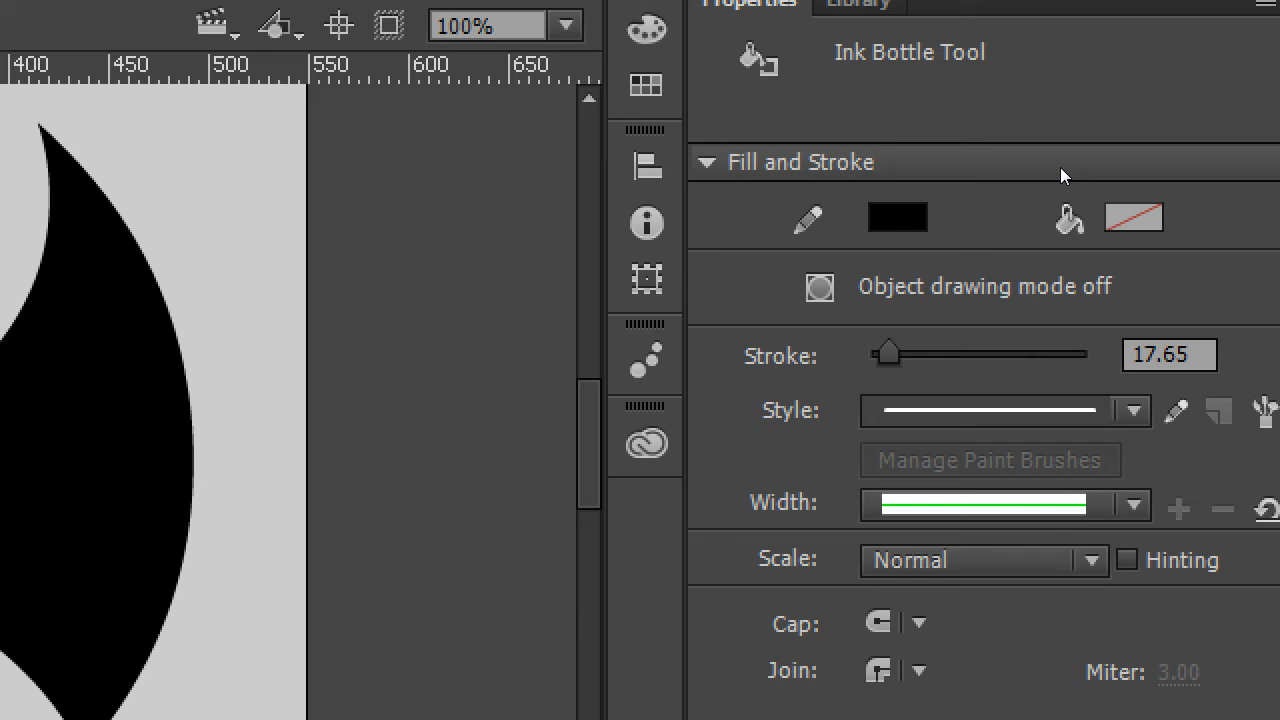 Properties Library
100%
400 450 500 550 600 650
Ink Bottle Tool
Fill and Stroke
Object drawing mode off
Stroke: 17.65
Style:
Manage Paint Brushes
Width:
Scale: Normal Hinting
Cap:
Join: Miter: 3.00